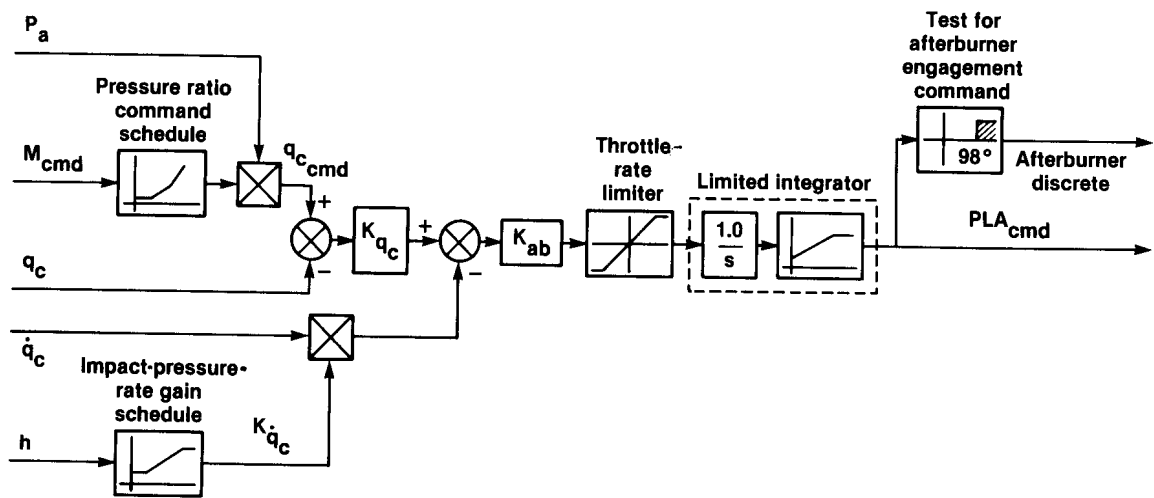 P_a
Pressure ratio
command
schedule
M_cmd
q_c_cmd
+
−
q_c
K_q_c
+
−
K_ab
Throttle-
rate
limiter
Limited integrator
1.0
s
Test for
afterburner
engagement
command
98°
Afterburner
discrete
PLA_cmd
q̇_c
Impact-pressure-
rate gain
schedule
K_q̇_c
h